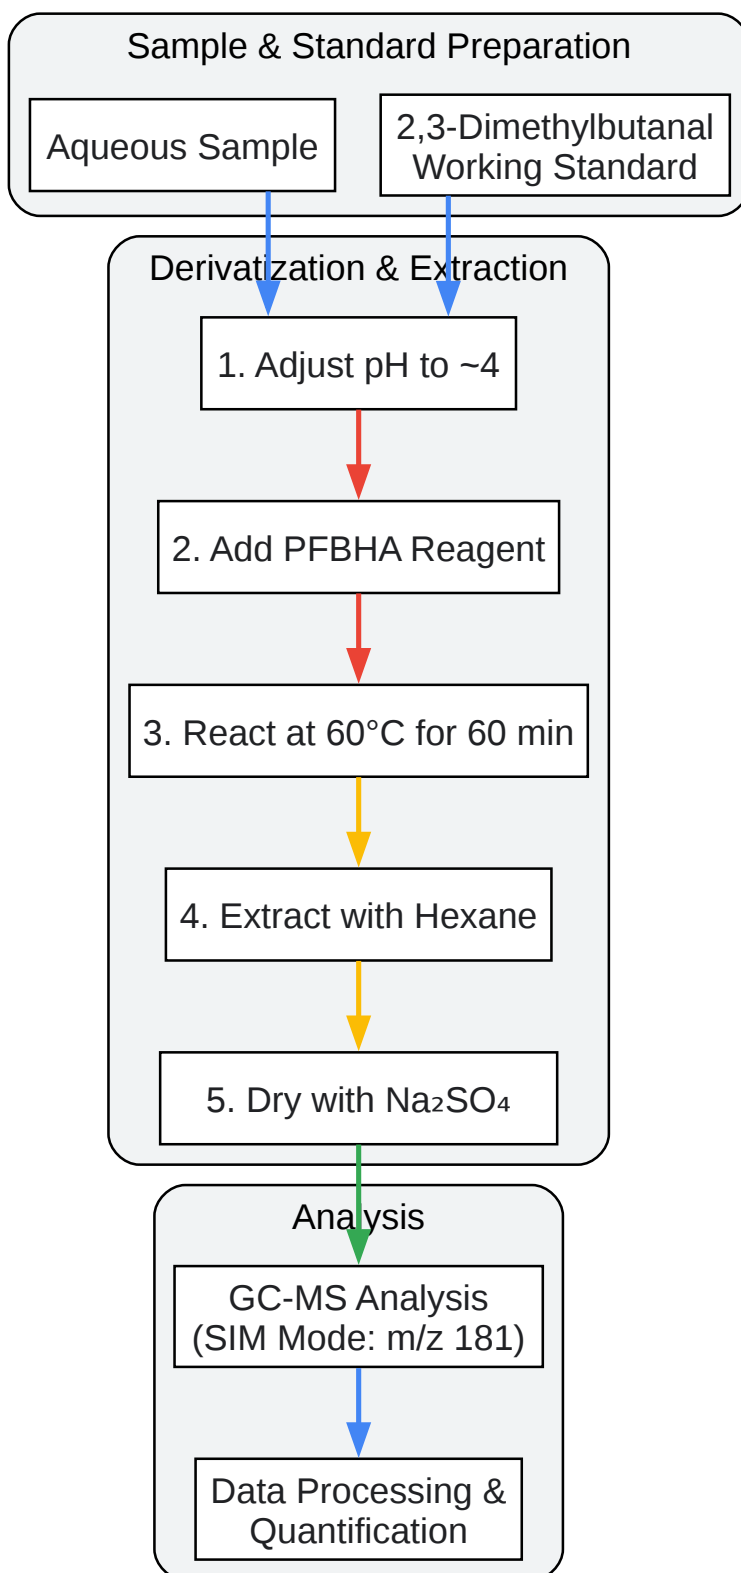 Sample & Standard Preparation
Aqueous Sample
2,3-Dimethylbutanal
Working Standard
Derivatization & Extraction
1. Adjust pH to ~4
2. Add PFBHA Reagent
3. React at 60°C for 60 min
4. Extract with Hexane
5. Dry with Na₂SO₄
Analysis
GC-MS Analysis
(SIM Mode: m/z 181)
Data Processing &
Quantification